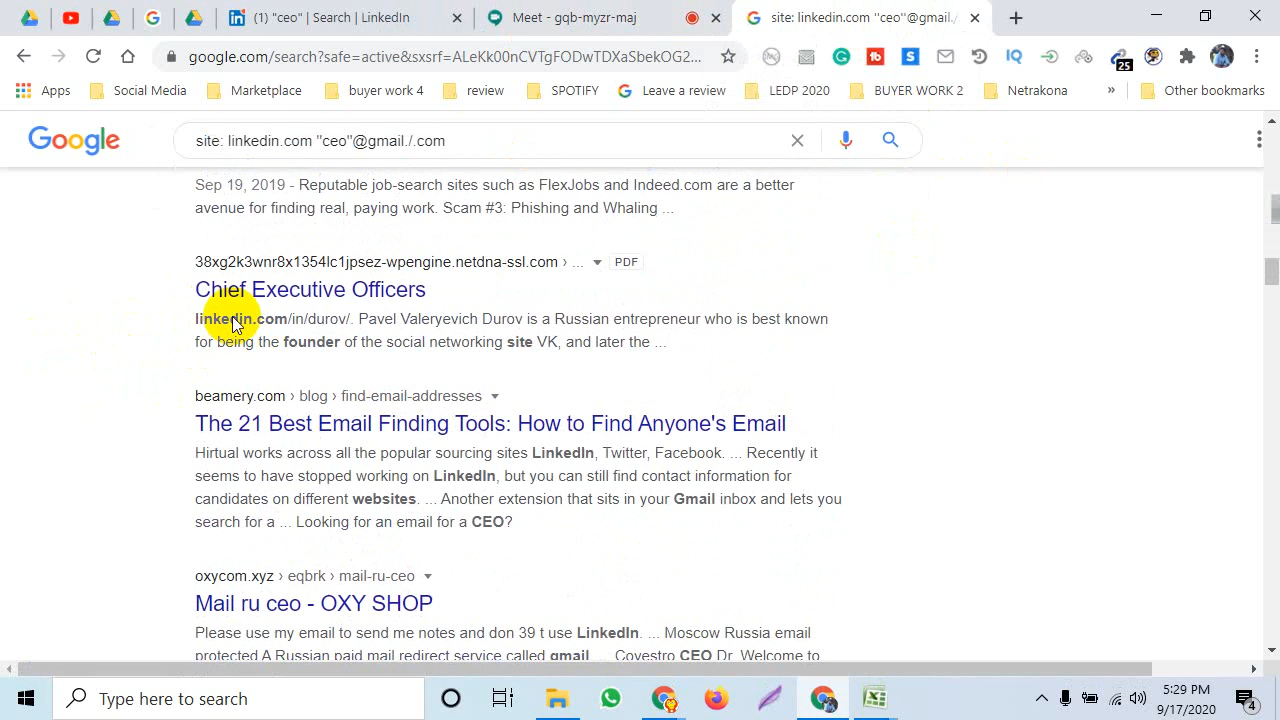 (1) "ceo" | Search | LinkedIn
Meet - gqb-myzr-maj
site: linkedin.com "ceo"@gmail./
google.com/search?safe=active&sxsrf=ALeKk00nCVTgFODwTDXaSbekOG2...
25
Apps
Social Media
Marketplace
buyer work 4
review
SPOTIFY
Leave a review
LEDP 2020
BUYER WORK 2
Netrakona
»
Other bookmarks
Google
site: linkedin.com "ceo"@gmail./.com
Sep 19, 2019 - Reputable job-search sites such as FlexJobs and Indeed.com are a better
avenue for finding real, paying work. Scam #3: Phishing and Whaling ...
38xg2k3wnr8x1354lc1jpsez-wpengine.netdna-ssl.com › ... PDF
Chief Executive Officers
linkedin.com/in/durov/. Pavel Valeryevich Durov is a Russian entrepreneur who is best known
for being the founder of the social networking site VK, and later the ...
beamery.com › blog › find-email-addresses
The 21 Best Email Finding Tools: How to Find Anyone's Email
Hirtual works across all the popular sourcing sites LinkedIn, Twitter, Facebook. ... Recently it
seems to have stopped working on LinkedIn, but you can still find contact information for
candidates on different websites. ... Another extension that sits in your Gmail inbox and lets you
search for a ... Looking for an email for a CEO?
oxycom.xyz › eqbrk › mail-ru-ceo
Mail ru ceo - OXY SHOP
Please use my email to send me notes and don 39 t use LinkedIn. ... Moscow Russia email
protected A Russian paid mail redirect service called gmail ... Covestro CEO Dr. Welcome to
Type here to search
5:29 PM
9/17/2020
4